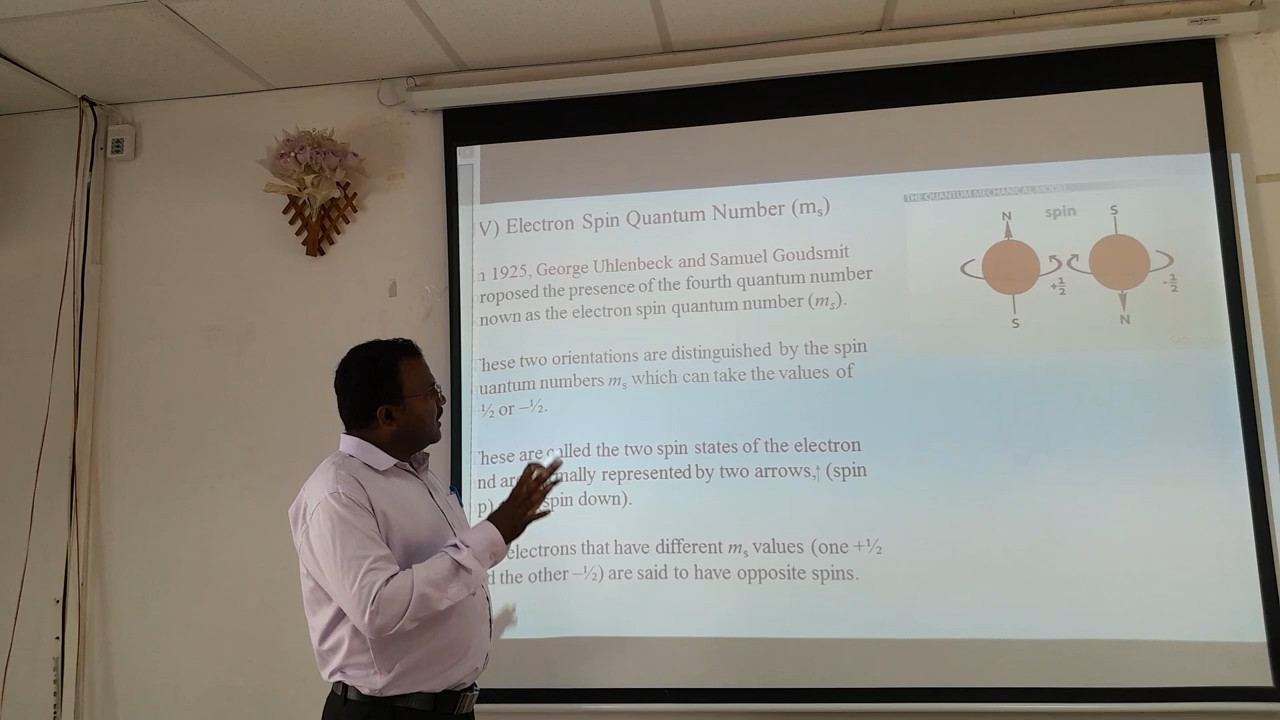 V) Electron Spin Quantum Number (mₛ)
n 1925, George Uhlenbeck and Samuel Goudsmit
roposed the presence of the fourth quantum number
nown as the electron spin quantum number (mₛ).
hese two orientations are distinguished by the spin
uantum numbers mₛ which can take the values of
½ or –½.
hese are called the two spin states of the electron
nd are mally represented by two arrows,↑ (spin
p) spin down).
electrons that have different mₛ values (one +½
d the other –½) are said to have opposite spins.
THE QUANTUM MECHANICAL MODEL
spin
N S
+½ -½
S N